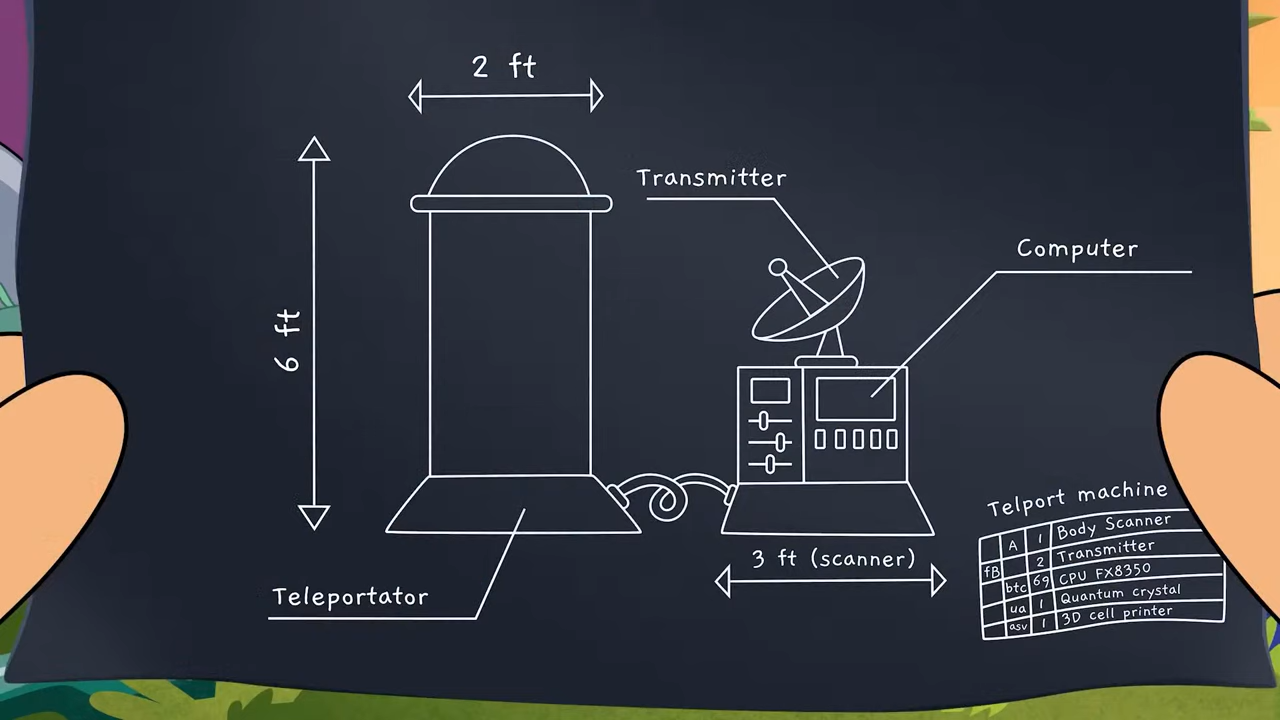 2 ft
Transmitter
Computer
6 ft
Telport machine
A 1 Body Scanner
fB 2 Transmitter
btc 69 CPU FX8350
ua 1 Quantum crystal
asv 1 3D cell printer
3 ft (scanner)
Teleportator